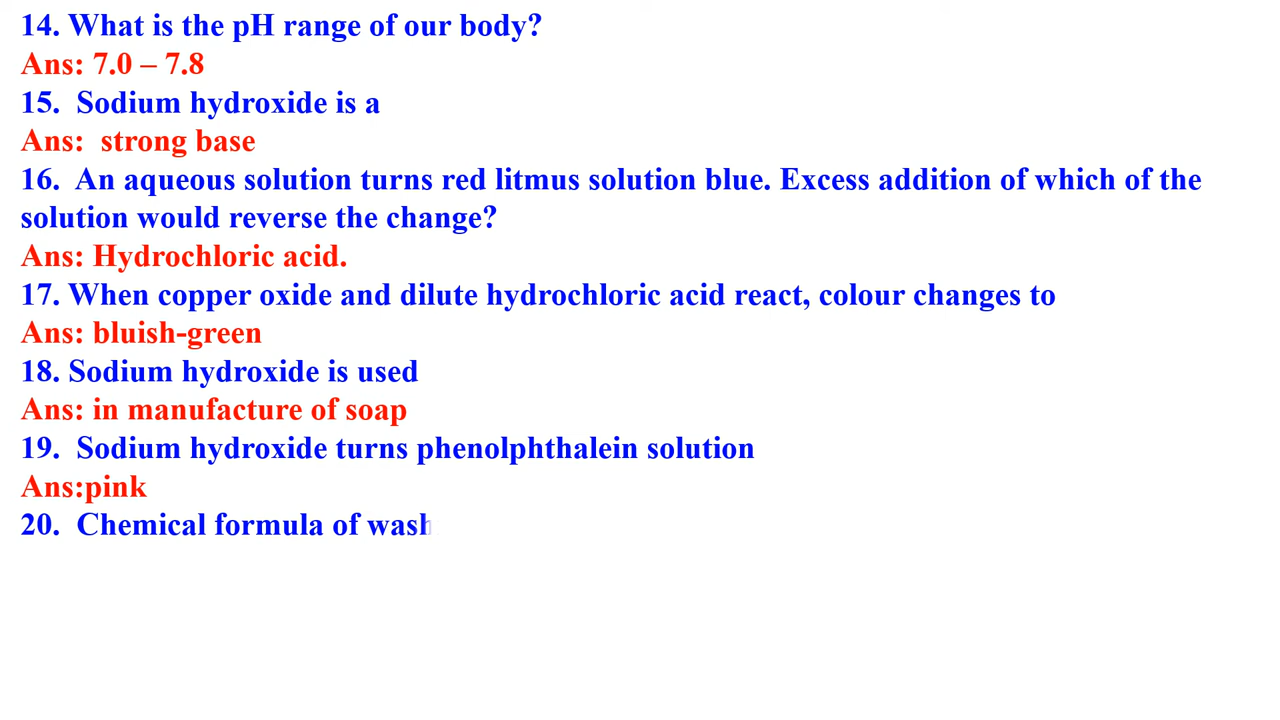 14. What is the pH range of our body?
Ans: 7.0 – 7.8
15.  Sodium hydroxide is a
Ans:  strong base
16.  An aqueous solution turns red litmus solution blue. Excess addition of which of the
solution would reverse the change?
Ans: Hydrochloric acid.
17. When copper oxide and dilute hydrochloric acid react, colour changes to
Ans: bluish-green
18. Sodium hydroxide is used
Ans: in manufacture of soap
19.  Sodium hydroxide turns phenolphthalein solution
Ans:pink
20.  Chemical formula of wash